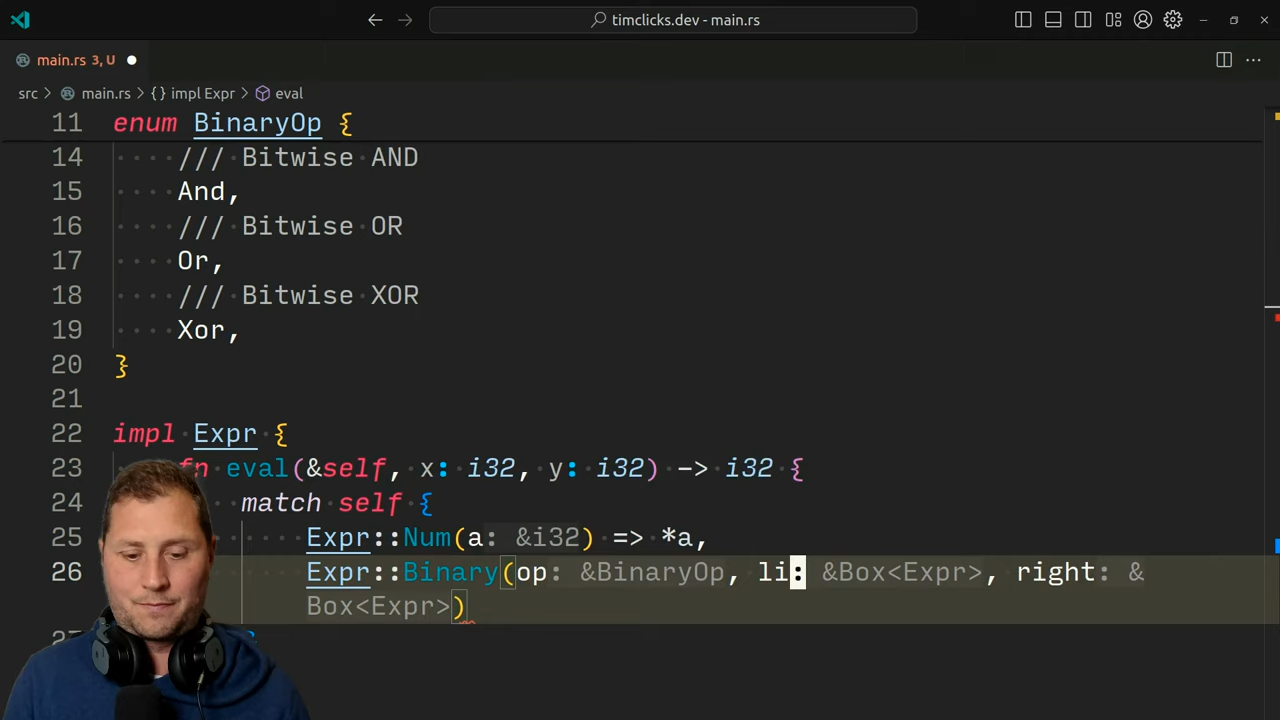 timclicks.dev - main.rs
main.rs 3, U
src > main.rs > {} impl Expr > eval
11 enum BinaryOp {
14 /// Bitwise AND
15 And,
16 /// Bitwise OR
17 Or,
18 /// Bitwise XOR
19 Xor,
20 }
21
22 impl Expr {
23 fn eval(&self, x: i32, y: i32) -> i32 {
24 match self {
25 Expr::Num(a: &i32) => *a,
26 Expr::Binary(op: &BinaryOp, li: &Box<Expr>, right: &
Box<Expr>)
27